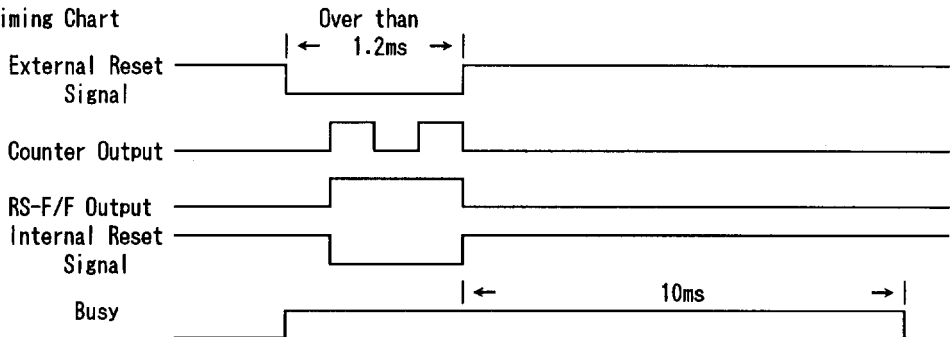 iming Chart
Over than
1.2ms
External Reset
Signal
Counter Output
RS-F/F Output
Internal Reset
Signal
10ms
Busy